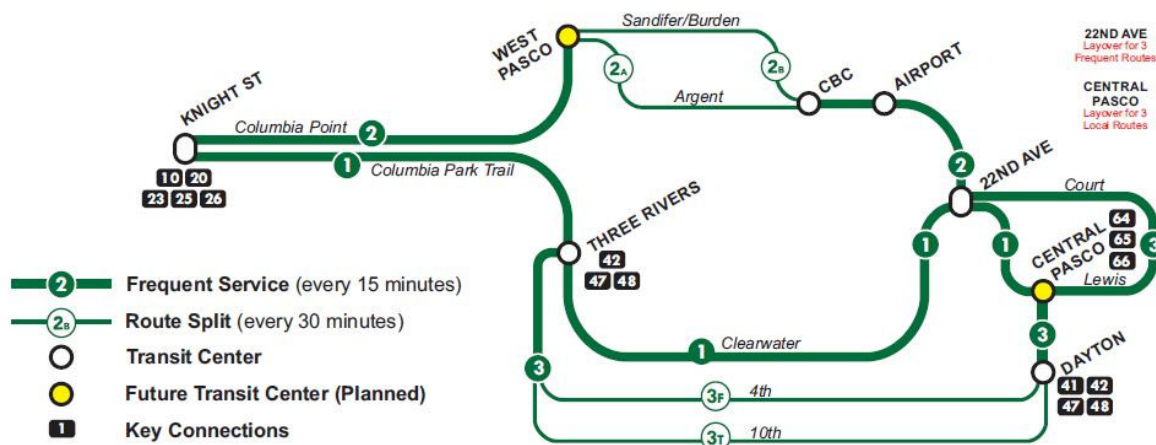 Sandifer/Burden
WEST
PASCO
2A
2B
CBC
AIRPORT
Argent
22ND AVE
Layover for 3
Frequent Routes
CENTRAL
PASCO
Layover for 3
Local Routes
KNIGHT ST
Columbia Point
2
1
Columbia Park Trail
10 20
23 25 26
2
22ND AVE
Court
THREE RIVERS
42
47 48
1
1
CENTRAL
PASCO
64
65
66
3
Lewis
2 Frequent Service (every 15 minutes)
2B Route Split (every 30 minutes)
Transit Center
Future Transit Center (Planned)
1 Key Connections
1
Clearwater
3
3
DAYTON
41 42
47 48
3F
4th
3T
10th